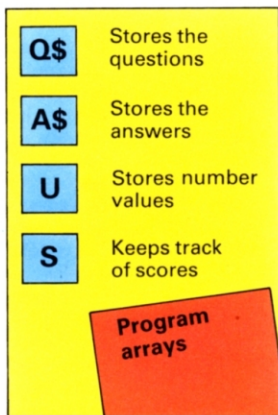 Q$ Stores the
questions
A$ Stores the
answers
U Stores number
values
S Keeps track
of scores
Program
arrays